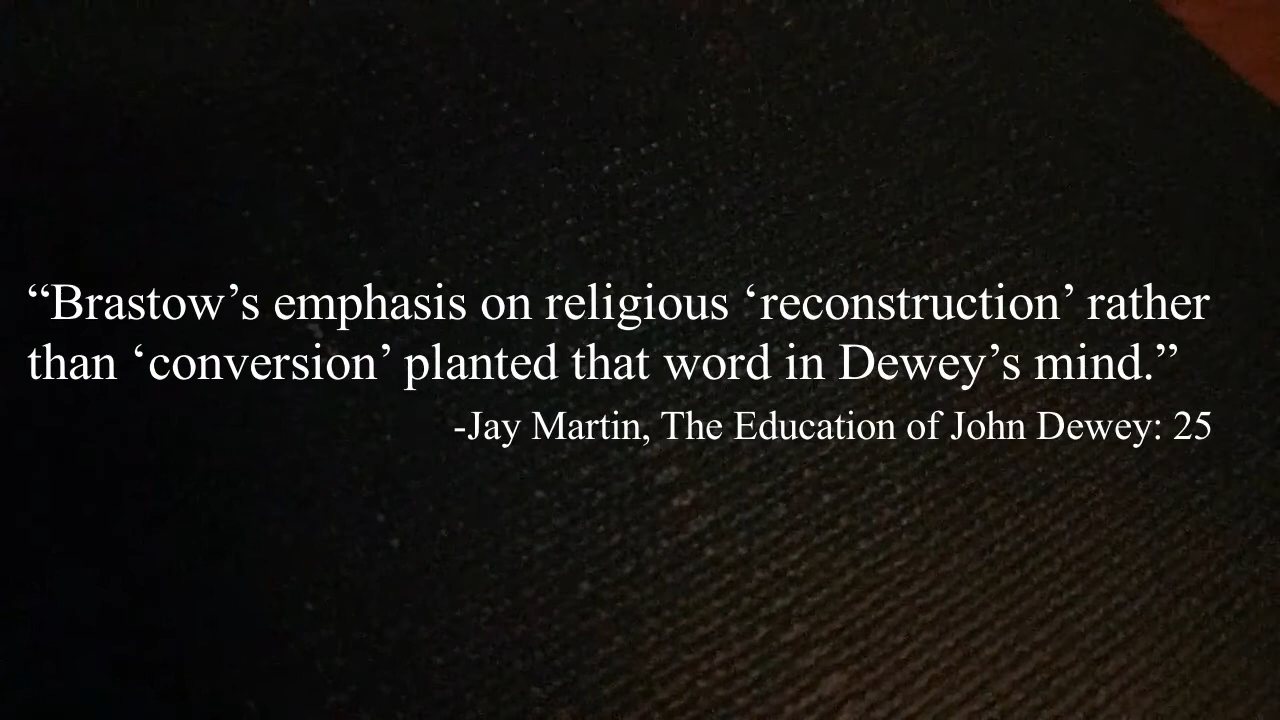 “Brastow’s emphasis on religious ‘reconstruction’ rather
than ‘conversion’ planted that word in Dewey’s mind.”
-Jay Martin, The Education of John Dewey: 25